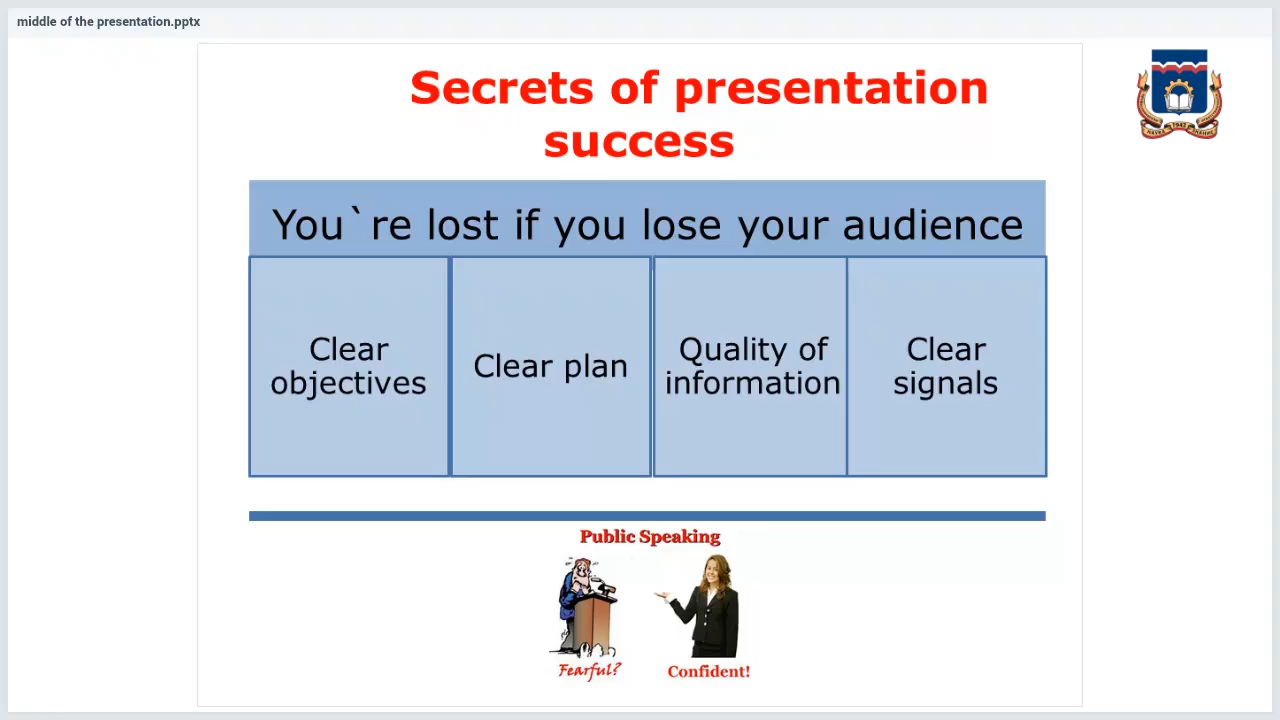 middle of the presentation.pptx
Secrets of presentation
success
You`re lost if you lose your audience
Clear
objectives
Clear plan
Quality of
information
Clear
signals
Public Speaking
Fearful?
Confident!
1942